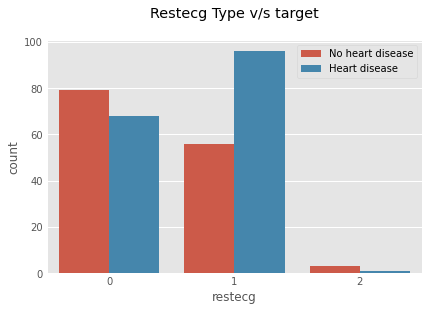 Restecg Type v/s target
No heart disease
Heart disease
100
80
60
40
20
0
count
0 1 2
restecg